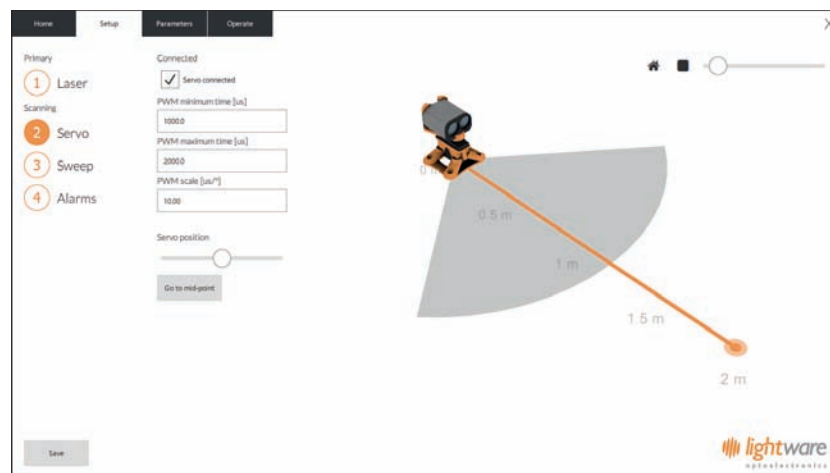 Home Setup Parameters Operate
Primary
1 Laser
Scanning
2 Servo
3 Sweep
4 Alarms
Connected
Servo connected
PWM minimum time [us]
1000.0
PWM maximum time [us]
2000.0
PWM scale [us/°]
10.00
Servo position
Go to mid-point
Save
0.5 m
1 m
1.5 m
2 m
lightware
optoelectronics